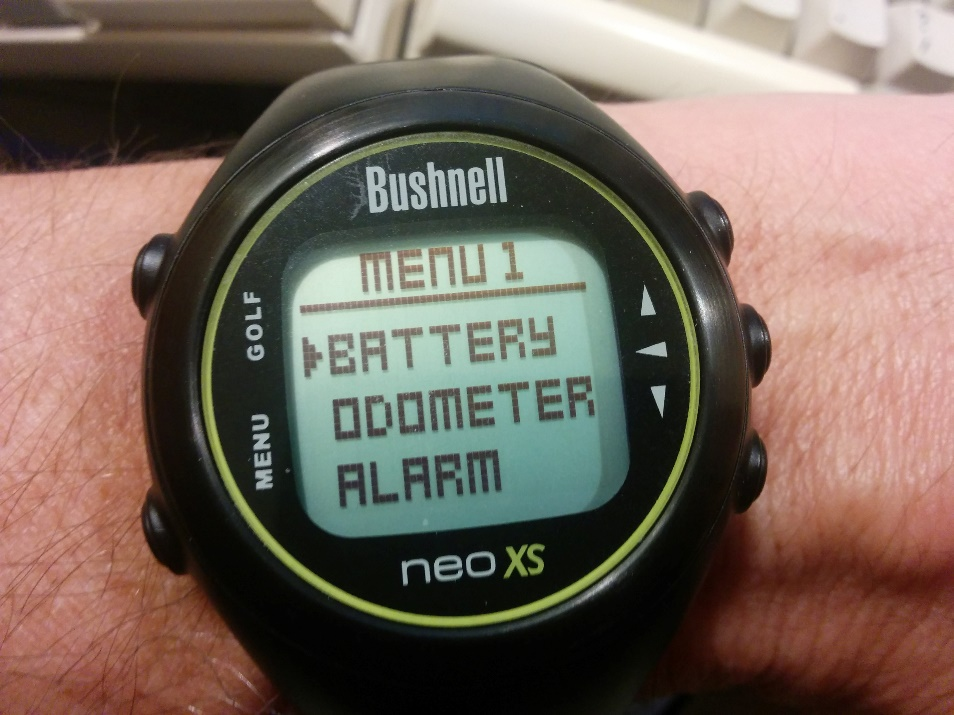 Bushnell
MENU 1
BATTERY
ODOMETER
ALARM
GOLF
MENU
neo XS